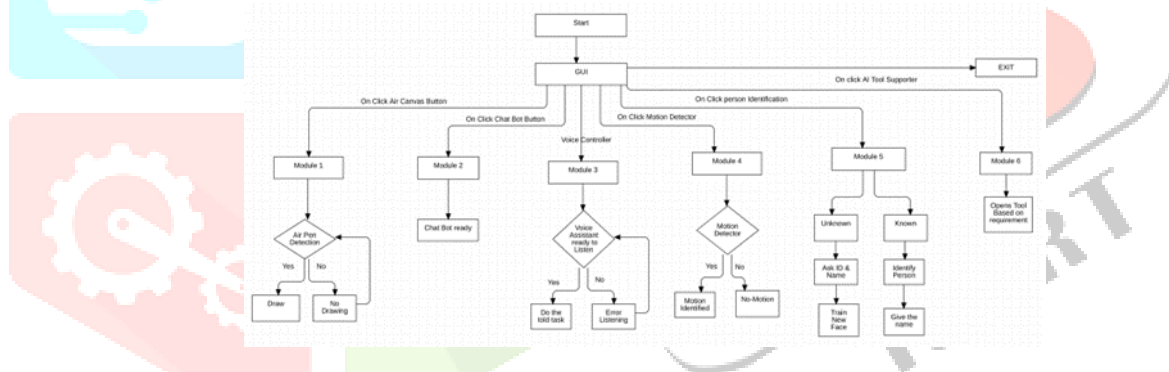 Start
GUI
EXIT
On click AI Tool Supporter
On Click Air Canvas Button
On Click person Identification
On Click Chat Bot Button
On Click Motion Detector
Voice Controller
Module 1
Module 2
Module 3
Module 4
Module 5
Module 6
Air Pen
Detection
Chat Bot ready
Voice
Assistant
ready to
Listen
Motion
Detector
Unknown
Known
Opens Tool
Based on
requirement
Yes
No
Yes
No
Yes
No
Ask ID &
Name
Identify
Person
Draw
No
Drawing
Do the
told task
Error
Listening
Motion
Identified
No-Motion
Train
New
Face
Give the
name
RT